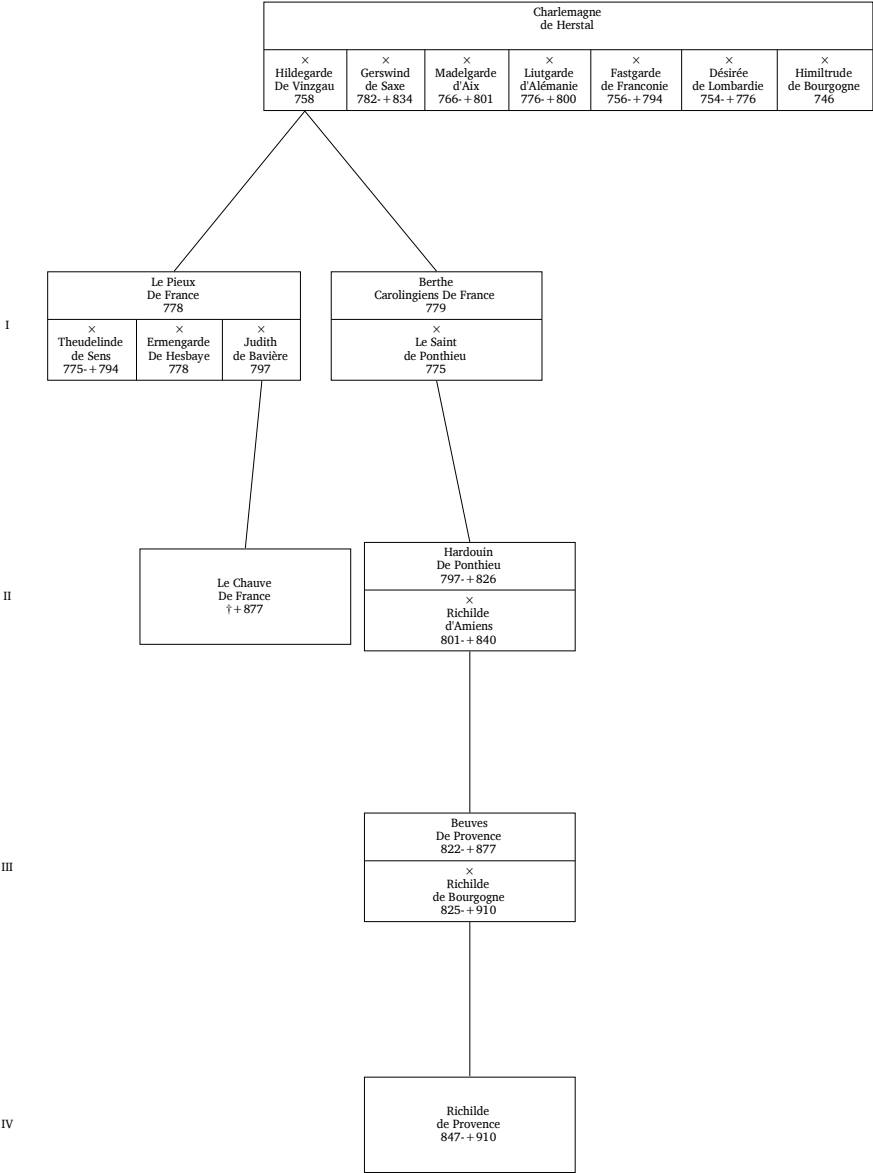 Charlemagne
de Herstal
×
Hildegarde
De Vinzgau
758
×
Gerswind
de Saxe
782-+834
×
Madelgarde
d'Aix
766-+801
×
Liutgarde
d'Alémanie
776-+800
×
Fastgarde
de Franconie
756-+794
×
Désirée
de Lombardie
754-+776
×
Himiltrude
de Bourgogne
746
I
Le Pieux
De France
778
×
Theudelinde
de Sens
775-+794
×
Ermengarde
De Hesbaye
778
×
Judith
de Bavière
797
Berthe
Carolingiens De France
779
×
Le Saint
de Ponthieu
775
II
Le Chauve
De France
†+877
Hardouin
De Ponthieu
797-+826
×
Richilde
d'Amiens
801-+840
III
Beuves
De Provence
822-+877
×
Richilde
de Bourgogne
825-+910
IV
Richilde
de Provence
847-+910